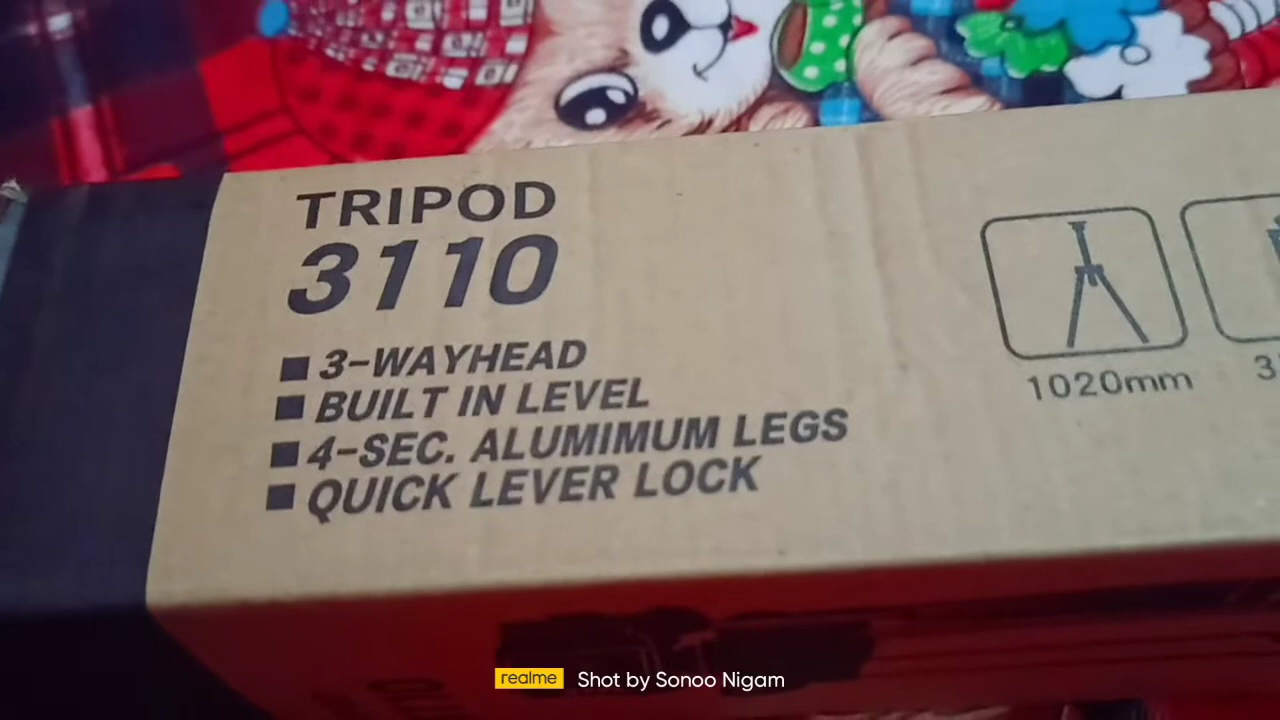 TRIPOD
3110
3-WAYHEAD
BUILT IN LEVEL
4-SEC. ALUMIMUM LEGS
QUICK LEVER LOCK
1020mm
3
realme Shot by Sonoo Nigam